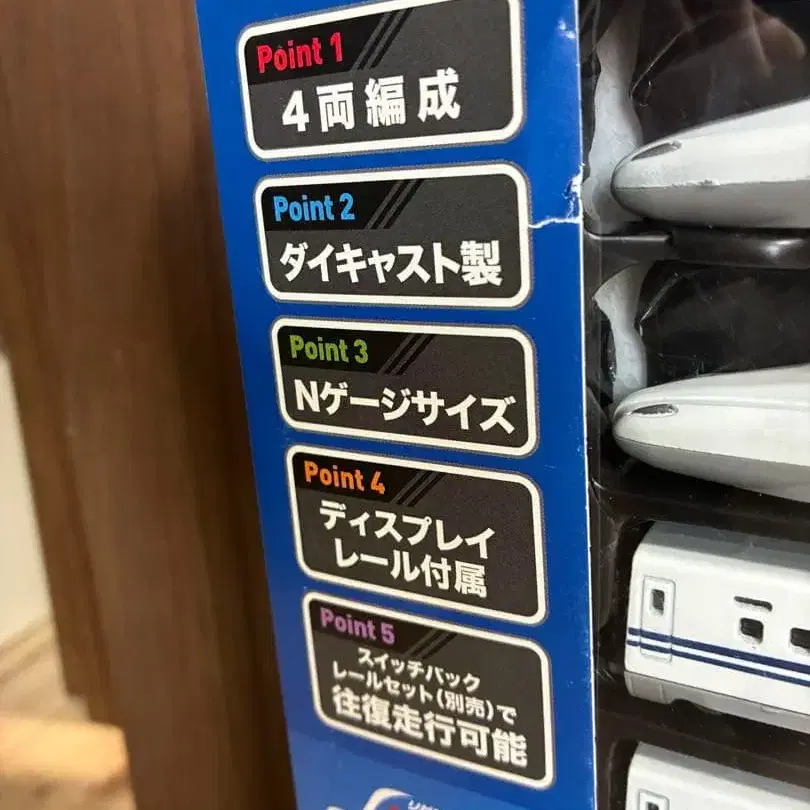 Point 1
4両編成
Point 2
ダイキャスト製
Point 3
Nゲージサイズ
Point 4
ディスプレイ
レール付属
Point 5
スイッチバック
レールセット(別売)で
往復走行可能